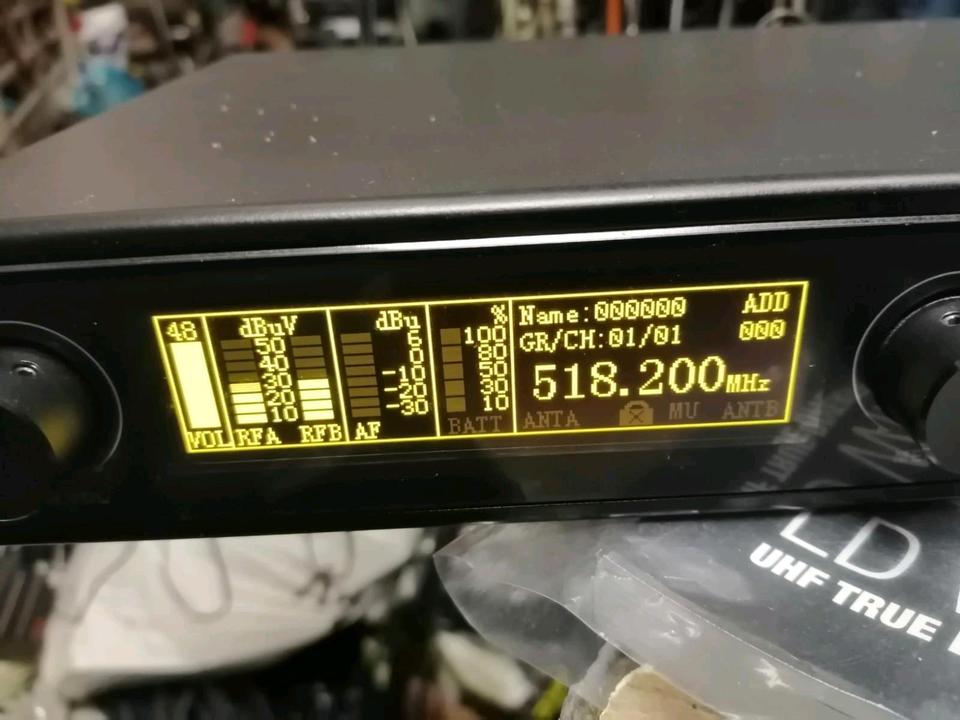 48
VOL
dBuV
50
40
30
20
10
RFA RFB
dBu
6
0
-10
-20
-30
AF
%
100
80
50
30
10
BATT
Name:000000 ADD
GR/CH:01/01 000
518.200MHz
ANTA MU ANTB
LD
UHF TRUE